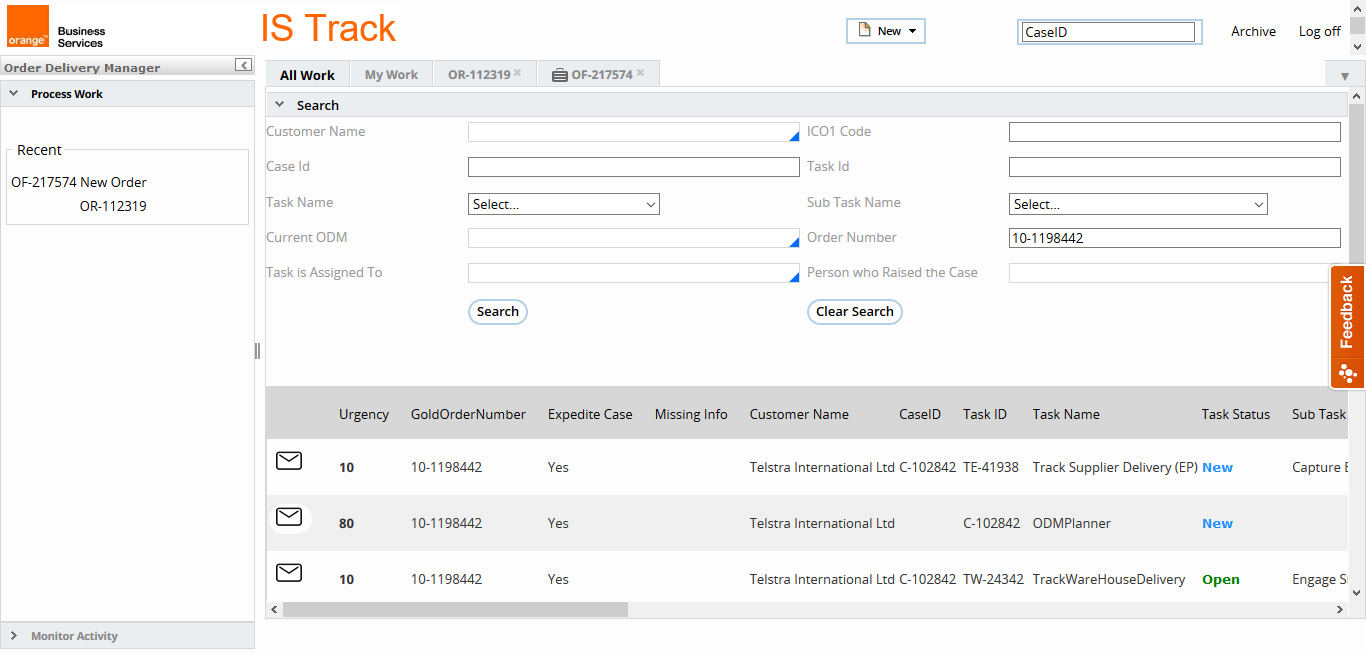 orange™
Business
Services
IS Track
New
CaseID
Archive
Log off
Order Delivery Manager
Process Work
Recent
OF-217574 New Order
OR-112319
Monitor Activity
All Work
My Work
OR-112319
OF-217574
Search
Customer Name
ICO1 Code
Case Id
Task Id
Task Name
Select...
Sub Task Name
Select...
Current ODM
Order Number
10-1198442
Task is Assigned To
Person who Raised the Case
Search
Clear Search
Feedback
Urgency GoldOrderNumber Expedite Case Missing Info Customer Name CaseID Task ID Task Name Task Status Sub Task
10 10-1198442 Yes Telstra International Ltd C-102842 TE-41938 Track Supplier Delivery (EP) New Capture
80 10-1198442 Yes Telstra International Ltd C-102842 ODMPlanner New
10 10-1198442 Yes Telstra International Ltd C-102842 TW-24342 TrackWareHouseDelivery Open Engage